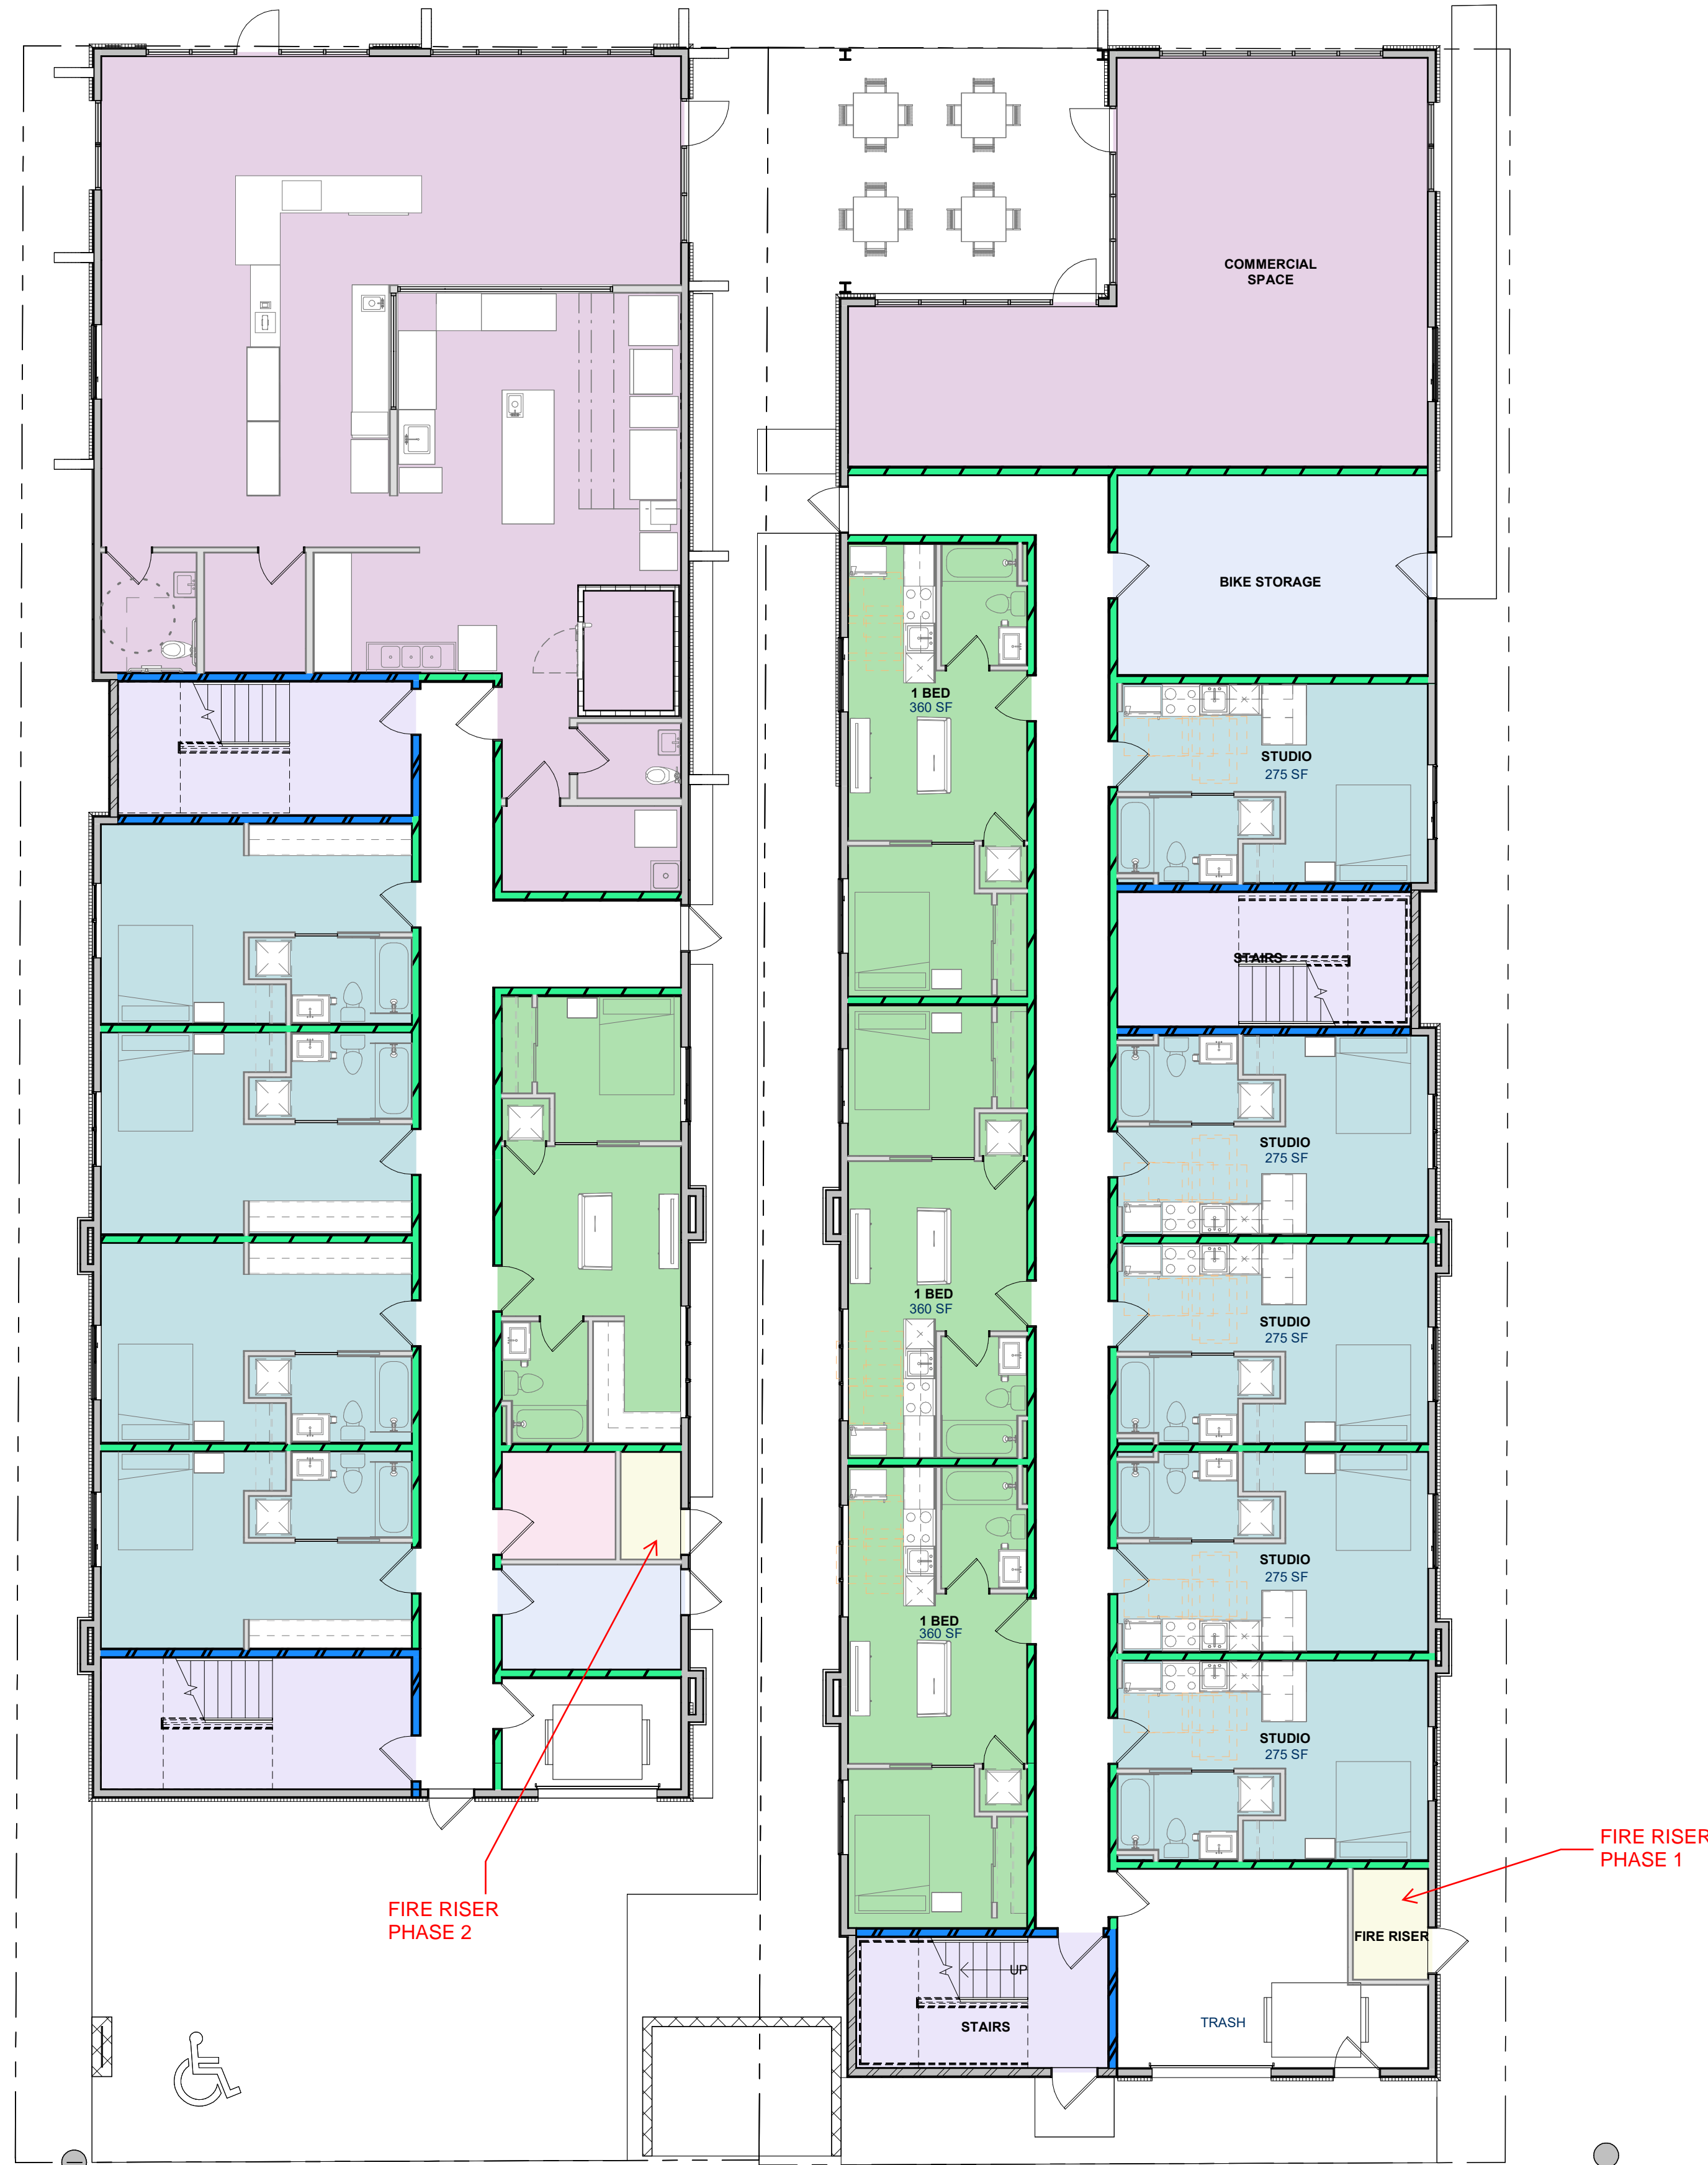 COMMERCIAL
SPACE
BIKE STORAGE
1 BED
360 SF
STUDIO
275 SF
STAIRS
STUDIO
275 SF
1 BED
360 SF
STUDIO
275 SF
STUDIO
275 SF
1 BED
360 SF
STUDIO
275 SF
FIRE RISER
PHASE 1
FIRE RISER
PHASE 2
FIRE RISER
UP
STAIRS
TRASH